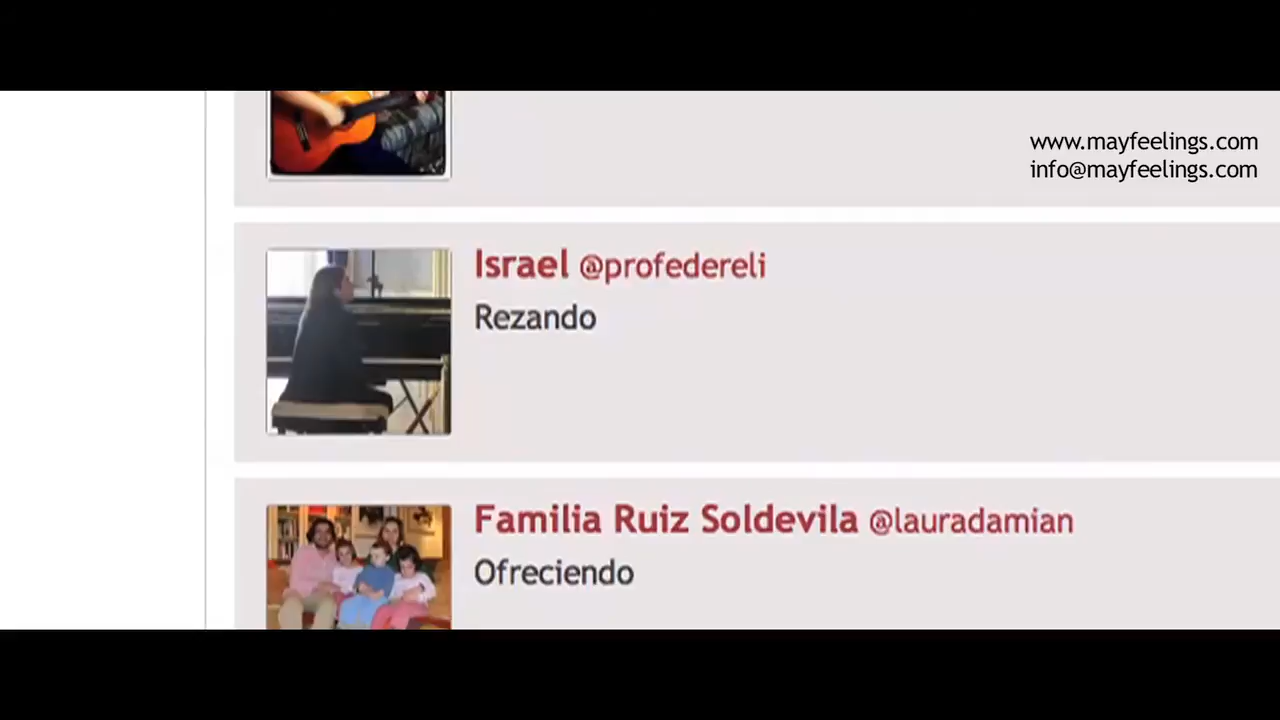 www.mayfeelings.com
info@mayfeelings.com
Israel @profedereli
Rezando
Familia Ruiz Soldevila @lauradamian
Ofreciendo